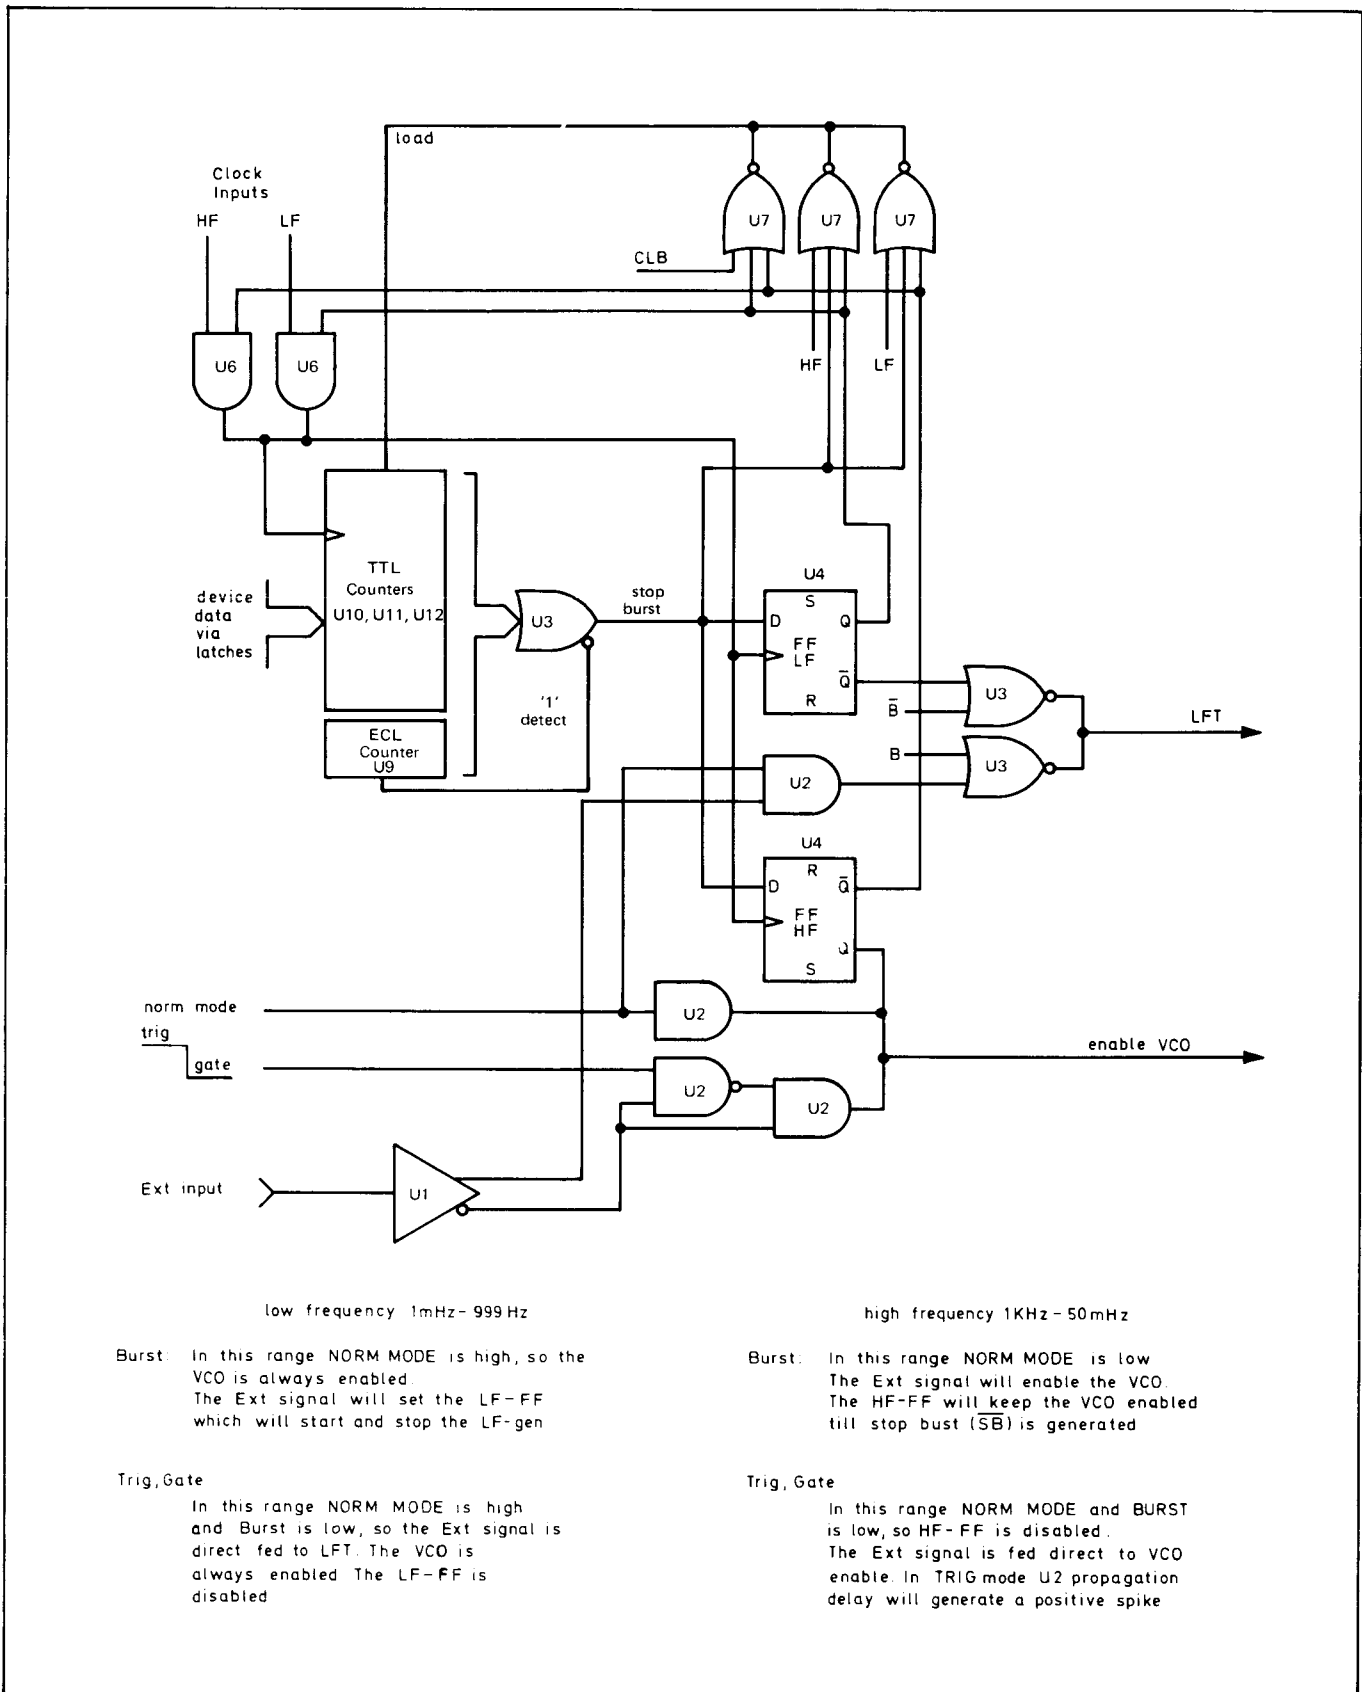 load
Clock
Inputs
HF LF
U7 U7 U7
CLB
U6 U6
HF LF
TTL
Counters
U10, U11, U12
device
data
via
latches
U3
stop
burst
'1'
detect
ECL
Counter
U9
U4
S
D Q
FF
LF
Q̅
R
B̅
U3
LFT
B
U3
U2
U4
R
D Q̅
FF
HF
Q
S
norm mode
U2
trig
gate
U2
U2
enable VCO
Ext input
U1
low frequency 1mHz-999Hz
Burst: In this range NORM MODE is high, so the
VCO is always enabled.
The Ext signal will set the LF-FF
which will start and stop the LF-gen
Trig, Gate
In this range NORM MODE is high
and Burst is low, so the Ext signal is
direct fed to LFT. The VCO is
always enabled The LF-FF is
disabled
high frequency 1KHz-50mHz
Burst: In this range NORM MODE is low
The Ext signal will enable the VCO.
The HF-FF will keep the VCO enabled
till stop bust (S̅B̅) is generated
Trig, Gate
In this range NORM MODE and BURST
is low, so HF-FF is disabled.
The Ext signal is fed direct to VCO
enable. In TRIG mode U2 propagation
delay will generate a positive spike